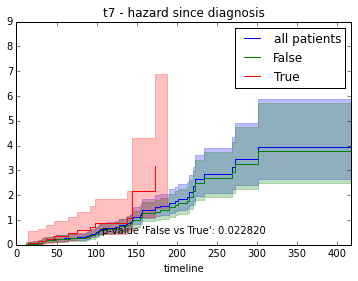 t7 - hazard since diagnosis
9
8
7
6
5
4
3
2
1
0
all patients
False
True
p-value 'False vs True': 0.022820
0 50 100 150 200 250 300 350 400
timeline